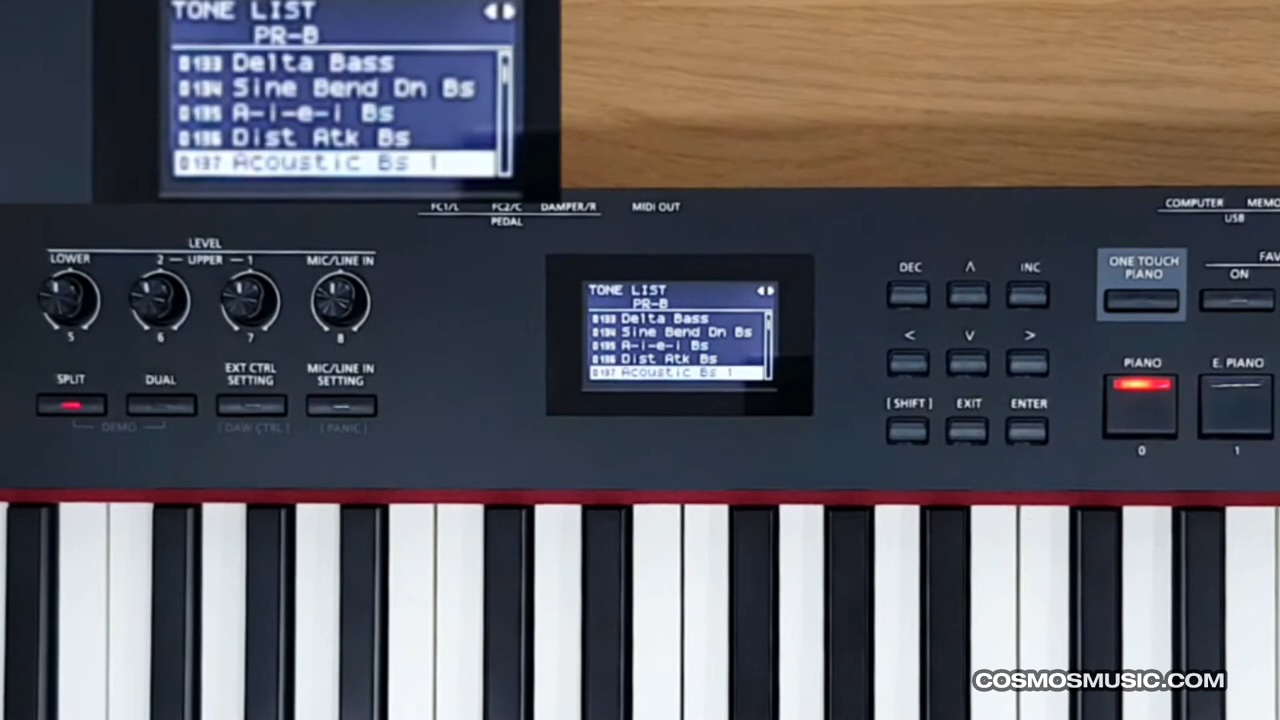 TONE LIST
PR-B
0133 Delta Bass
0134 Sine Bend Dn Bs
0135 A-i-e-i Bs
0136 Dist Atk Bs
0137 Acoustic Bs 1
FC1/L FC2/C DAMPER/R MIDI OUT
PEDAL
COMPUTER MEMO
USB
LEVEL
LOWER 2 — UPPER — 1 MIC/LINE IN
5 6 7 8
SPLIT DUAL EXT CTRL SETTING MIC/LINE IN SETTING
DEMO [ DAW CTRL ] [ PANIC ]
TONE LIST
PR-B
0133 Delta Bass
0134 Sine Bend Dn Bs
0135 A-i-e-i Bs
0136 Dist Atk Bs
0137 Acoustic Bs 1
DEC ∧ INC
< ∨ >
[ SHIFT ] EXIT ENTER
ONE TOUCH
PIANO
FAV
ON
PIANO E. PIANO
0 1
COSMOSMUSIC.COM